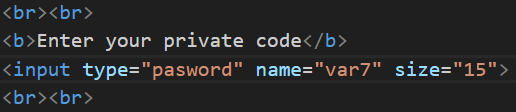 <br><br>
<b>Enter your private code</b>
<input type="pasword" name="var7" size="15">
<br><br>